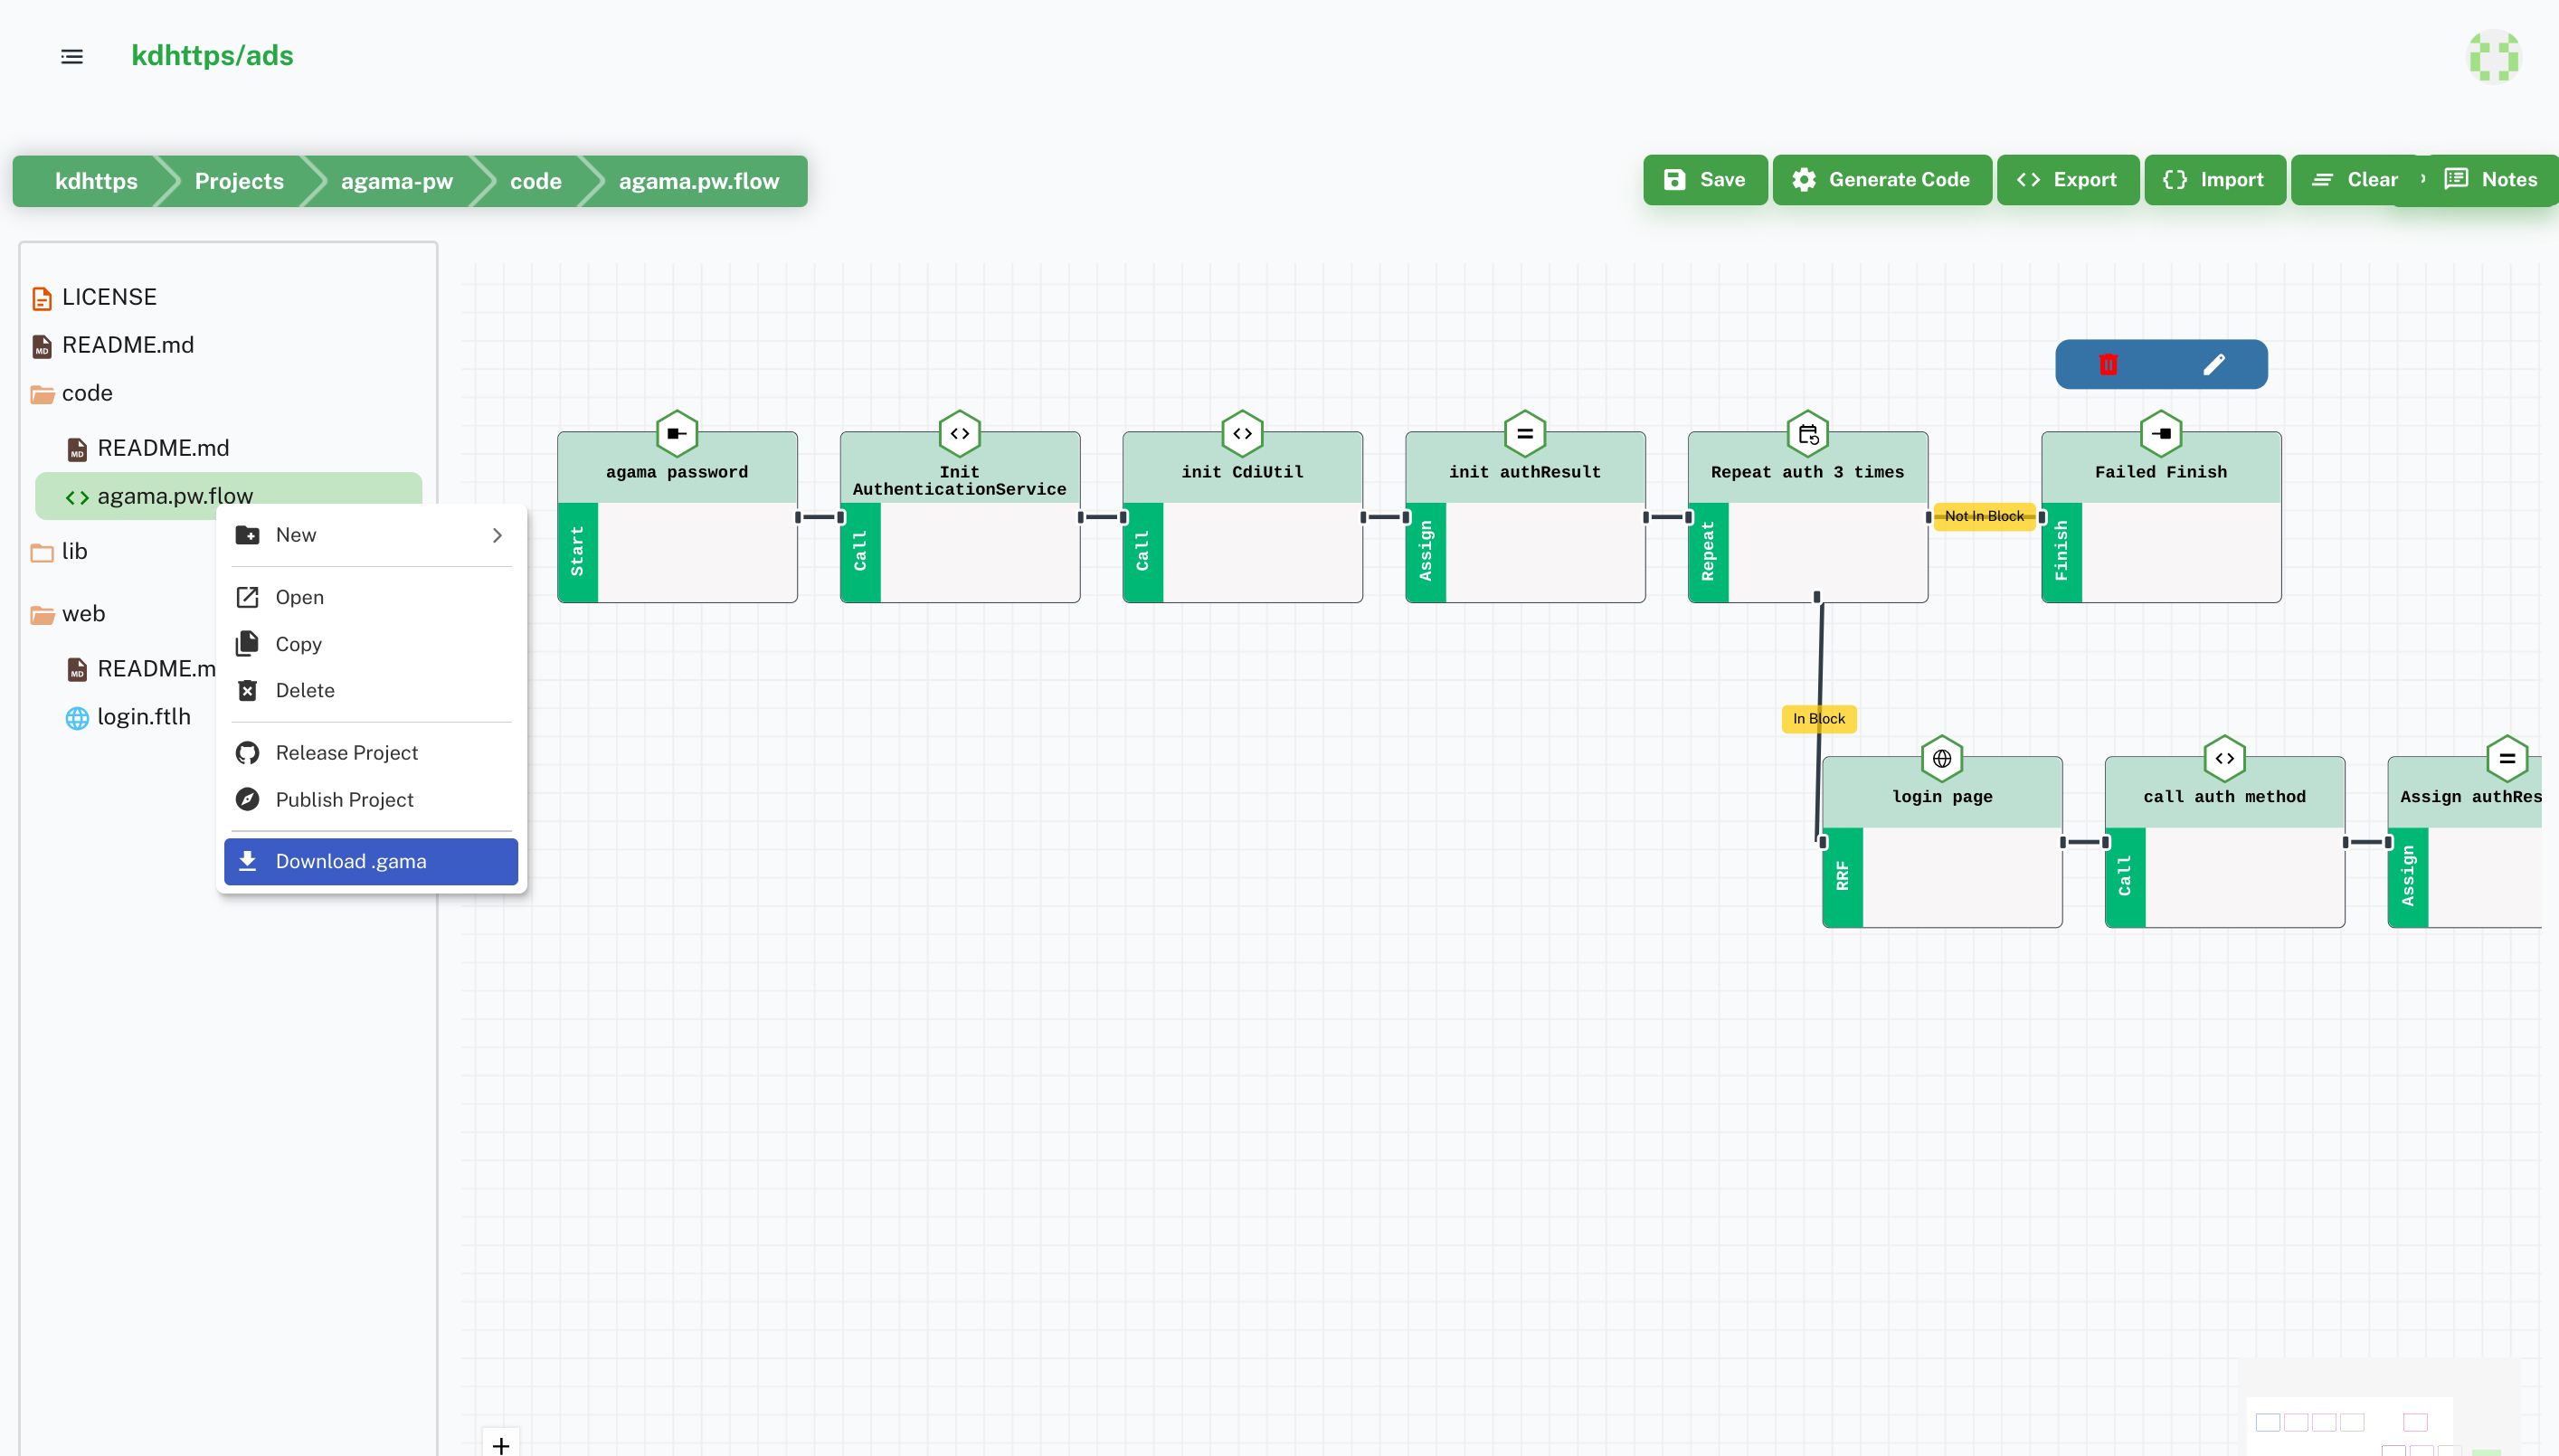 kdhttps/ads
kdhttps Projects agama-pw code agama.pw.flow
Save Generate Code Export Import Clear Notes
LICENSE
README.md
code
README.md
agama.pw.flow
lib
web
README.m
login.ftlh
New
Open
Copy
Delete
Release Project
Publish Project
Download .gama
agama password
Start
Init
AuthenticationService
Call
init CdiUtil
Call
init authResult
Assign
Repeat auth 3 times
Repeat
Not In Block
Failed Finish
Finish
In Block
login page
RRF
call auth method
Call
Assign authRes
Assign